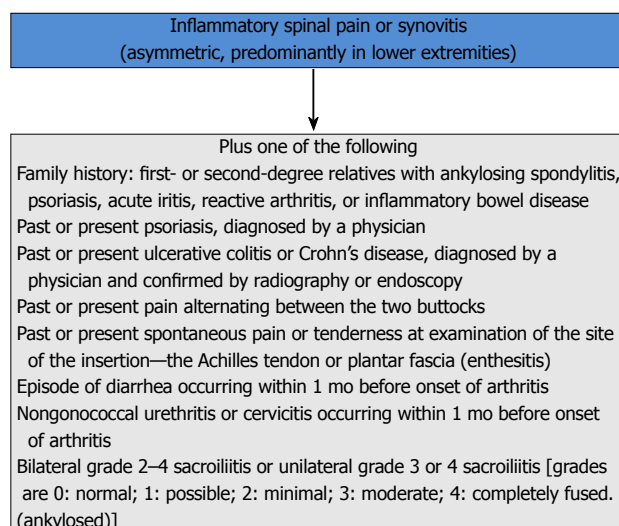 Inflammatory spinal pain or synovitis
(asymmetric, predominantly in lower extremities)
Plus one of the following
Family history: first- or second-degree relatives with ankylosing spondylitis,
psoriasis, acute iritis, reactive arthritis, or inflammatory bowel disease
Past or present psoriasis, diagnosed by a physician
Past or present ulcerative colitis or Crohn’s disease, diagnosed by a
physician and confirmed by radiography or endoscopy
Past or present pain alternating between the two buttocks
Past or present spontaneous pain or tenderness at examination of the site
of the insertion—the Achilles tendon or plantar fascia (enthesitis)
Episode of diarrhea occurring within 1 mo before onset of arthritis
Nongonococcal urethritis or cervicitis occurring within 1 mo before onset
of arthritis
Bilateral grade 2–4 sacroiliitis or unilateral grade 3 or 4 sacroiliitis [grades
are 0: normal; 1: possible; 2: minimal; 3: moderate; 4: completely fused.
(ankylosed)]